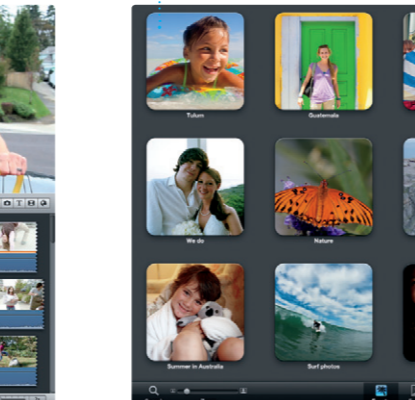 Tulum
Guatemala
We do
Nature
Summer in Australia
Surf photos